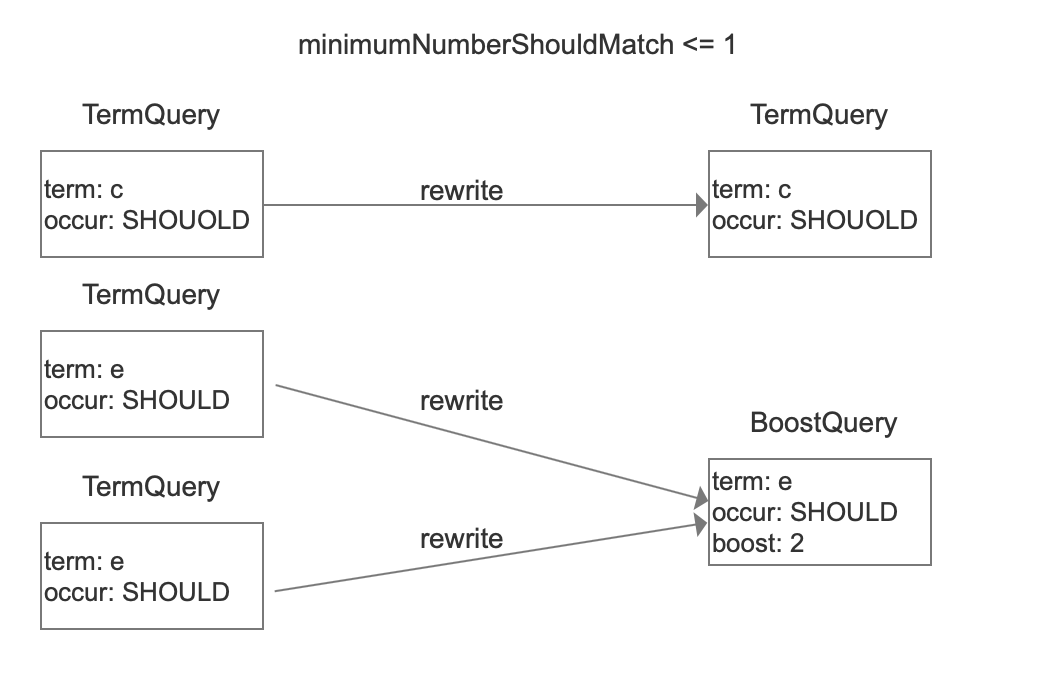 minimumNumberShouldMatch <= 1
TermQuery
TermQuery
term: c
occur: SHOUOLD
rewrite
term: c
occur: SHOUOLD
TermQuery
term: e
occur: SHOULD
rewrite
BoostQuery
term: e
occur: SHOULD
boost: 2
TermQuery
rewrite
term: e
occur: SHOULD